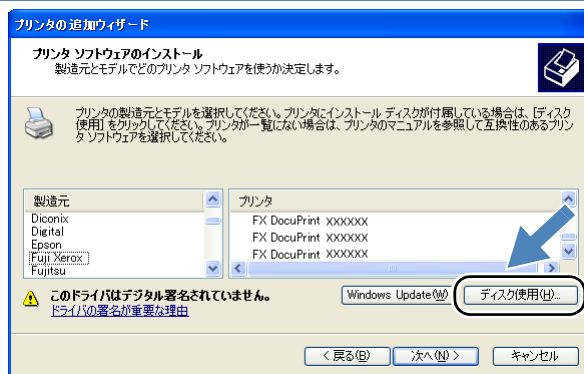 プリンタの追加ウィザード
プリンタ ソフトウェアのインストール
製造元とモデルでどのプリンタ ソフトウェアを使うか決定します。
プリンタの製造元とモデルを選択してください。プリンタにインストール ディスクが付属している場合は、[ディスク
使用] をクリックしてください。プリンタが一覧にない場合は、プリンタのマニュアルを参照して互換性のあるプリン
タ ソフトウェアを選択してください。
製造元
Diconix
Digital
Epson
Fuji Xerox
Fujitsu
プリンタ
FX DocuPrint XXXXXX
FX DocuPrint XXXXXX
FX DocuPrint XXXXXX
このドライバはデジタル署名されていません。
ドライバの署名が重要な理由
Windows Update(W)
ディスク使用(H)...
< 戻る(B)
次へ(N) >
キャンセル